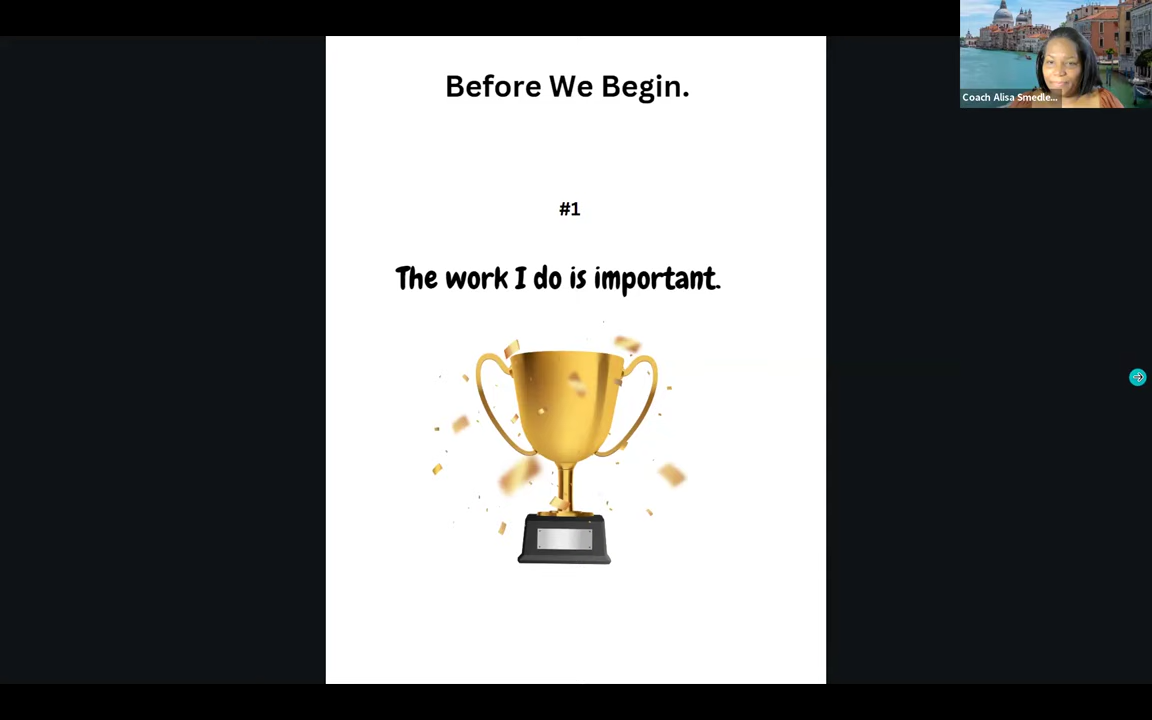 Before We Begin.
Coach Alisa Smedle...
#1
The work I do is important.